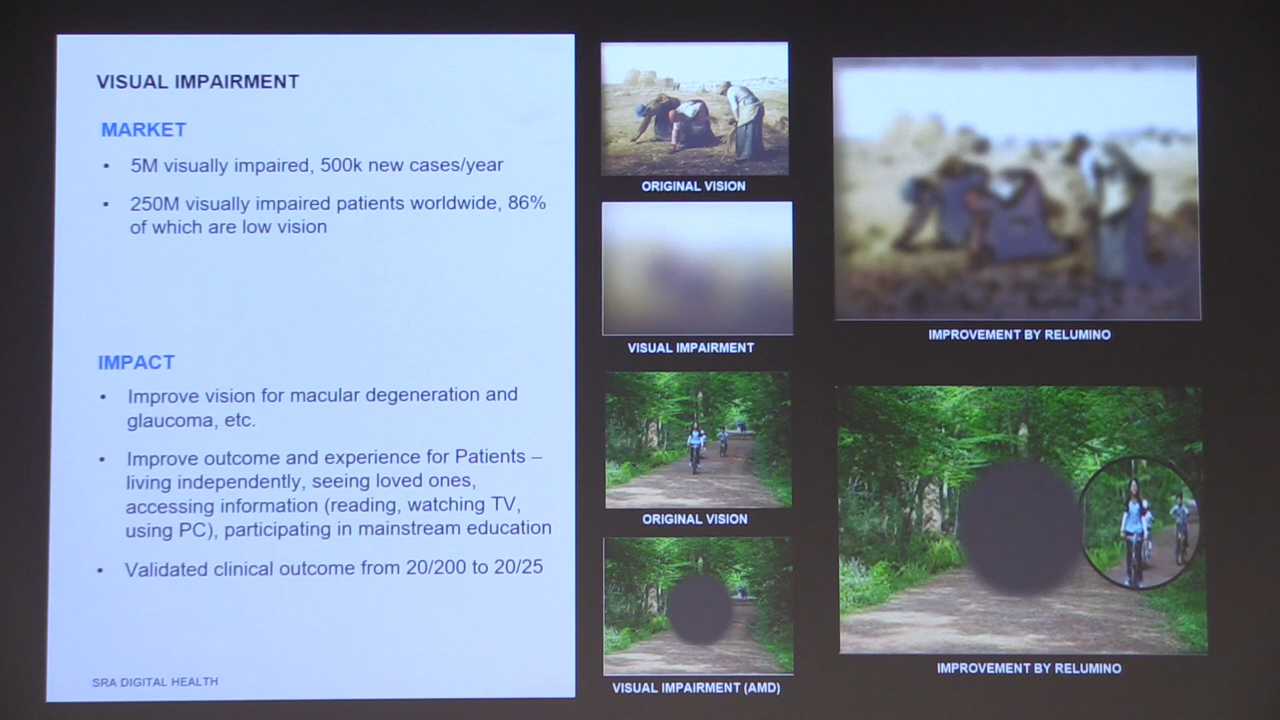 VISUAL IMPAIRMENT
MARKET
• 5M visually impaired, 500k new cases/year
• 250M visually impaired patients worldwide, 86%
of which are low vision
IMPACT
• Improve vision for macular degeneration and
glaucoma, etc.
• Improve outcome and experience for Patients –
living independently, seeing loved ones,
accessing information (reading, watching TV,
using PC), participating in mainstream education
• Validated clinical outcome from 20/200 to 20/25
SRA DIGITAL HEALTH
ORIGINAL VISION
VISUAL IMPAIRMENT
ORIGINAL VISION
VISUAL IMPAIRMENT (AMD)
IMPROVEMENT BY RELUMINO
IMPROVEMENT BY RELUMINO